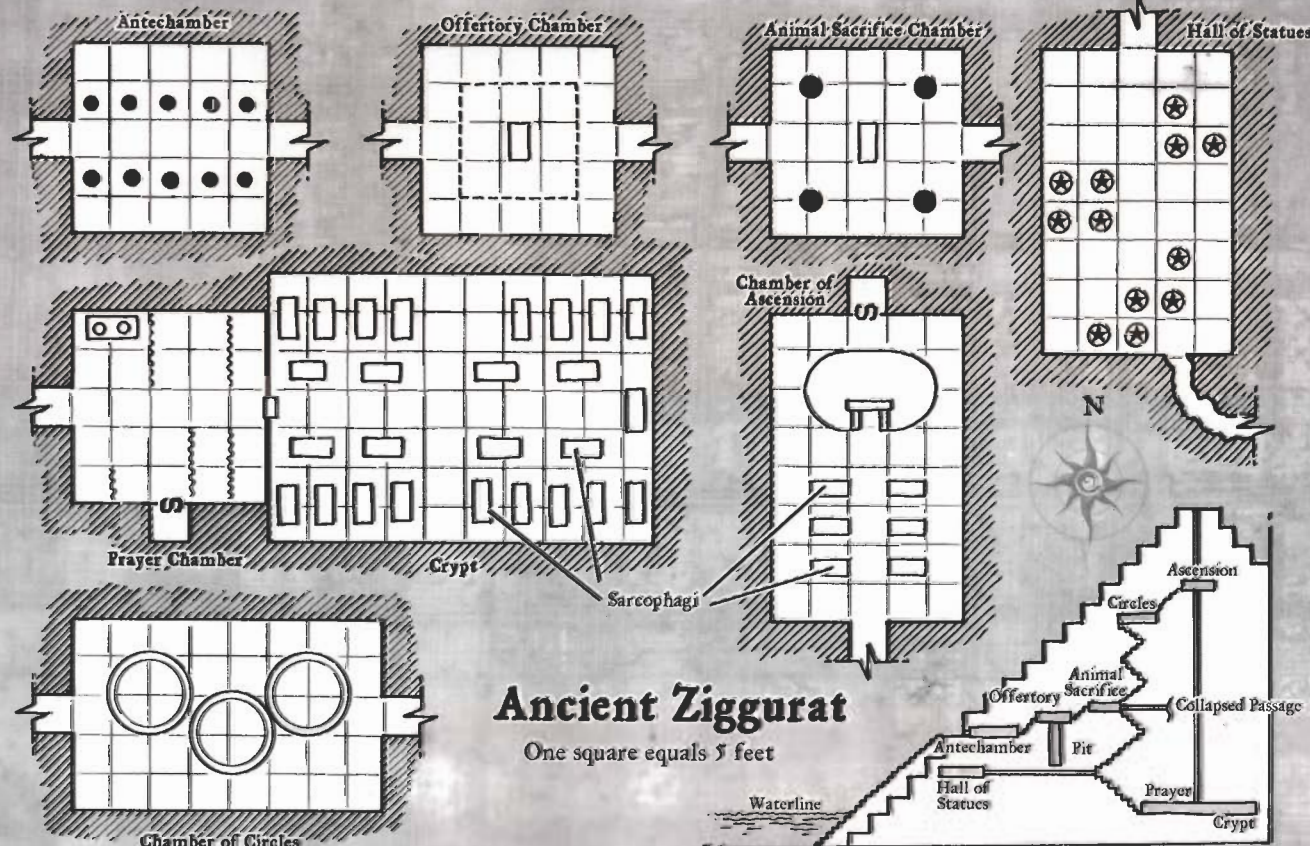 Antechamber
Offertory Chamber
Animal Sacrifice Chamber
Hall of Statues
Chamber of
Ascension
S
N
S
Prayer Chamber
Crypt
Sarcophagi
Ancient Ziggurat
One square equals 5 feet
Chamber of Circles
Ascension
Circles
Animal
Sacrifice
Offertory
Collapsed Passage
Antechamber
Pit
Hall of
Statues
Prayer
Crypt
Waterline